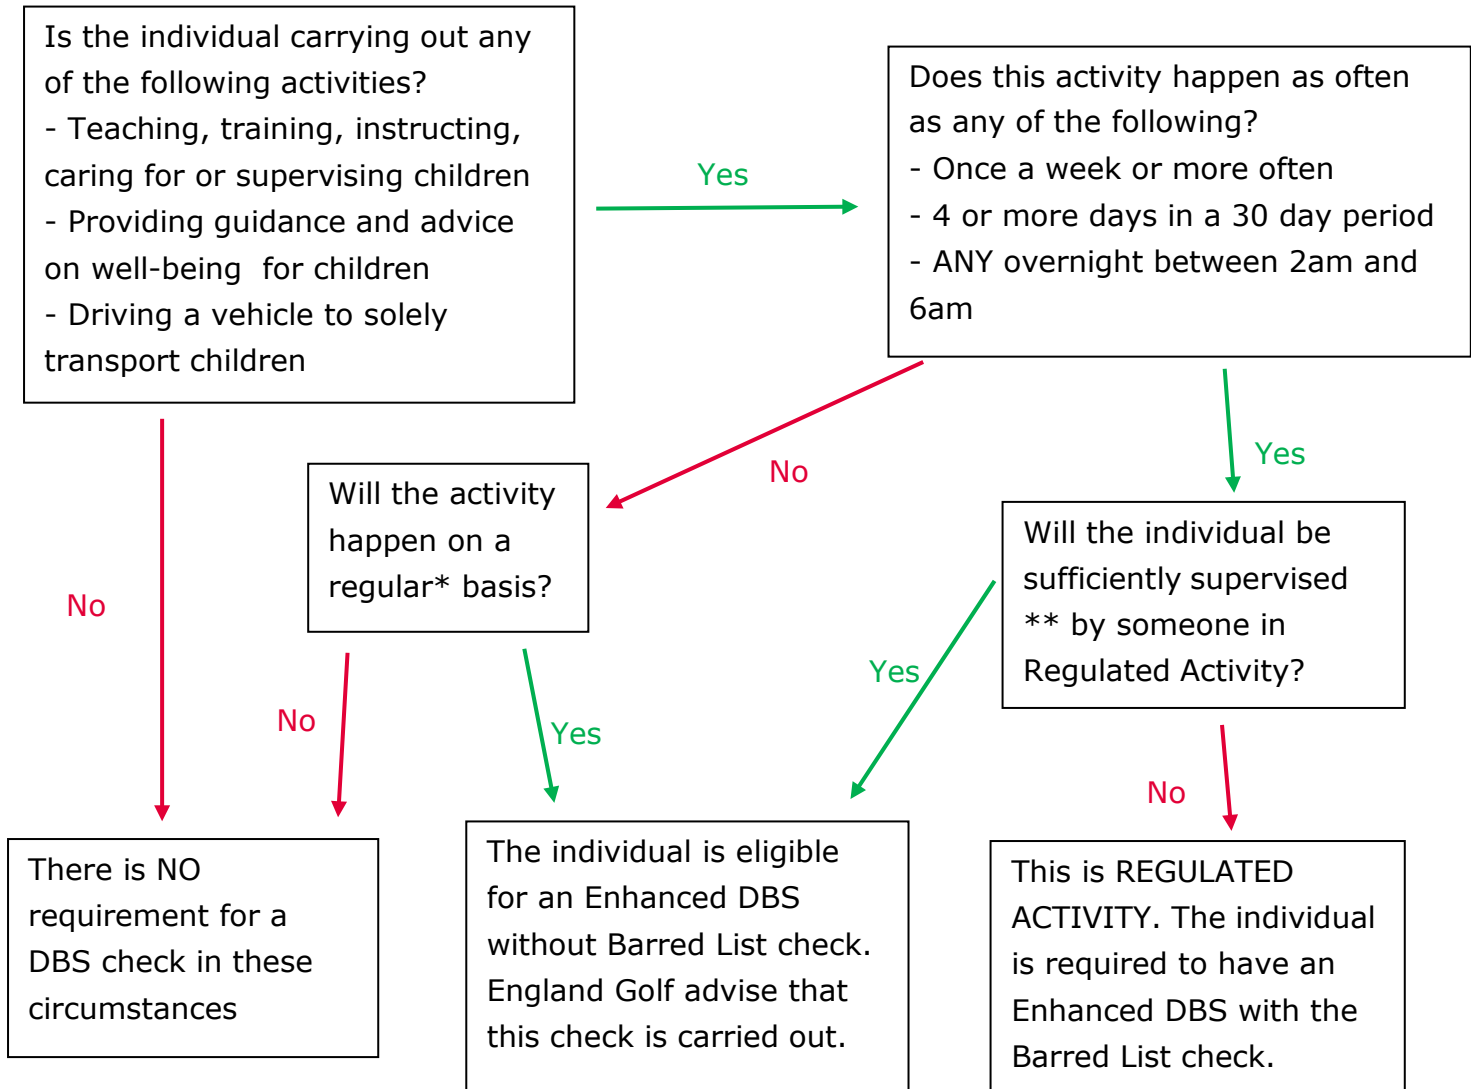 Is the individual carrying out any
of the following activities?
- Teaching, training, instructing,
caring for or supervising children
- Providing guidance and advice
on well-being  for children
- Driving a vehicle to solely
transport children
Yes
Does this activity happen as often
as any of the following?
- Once a week or more often
- 4 or more days in a 30 day period
- ANY overnight between 2am and
6am
No
No
Yes
Will the activity
happen on a
regular* basis?
Will the individual be
sufficiently supervised
** by someone in
Regulated Activity?
No
Yes
Yes
No
There is NO
requirement for a
DBS check in these
circumstances
The individual is eligible
for an Enhanced DBS
without Barred List check.
England Golf advise that
this check is carried out.
This is REGULATED
ACTIVITY. The individual
is required to have an
Enhanced DBS with the
Barred List check.